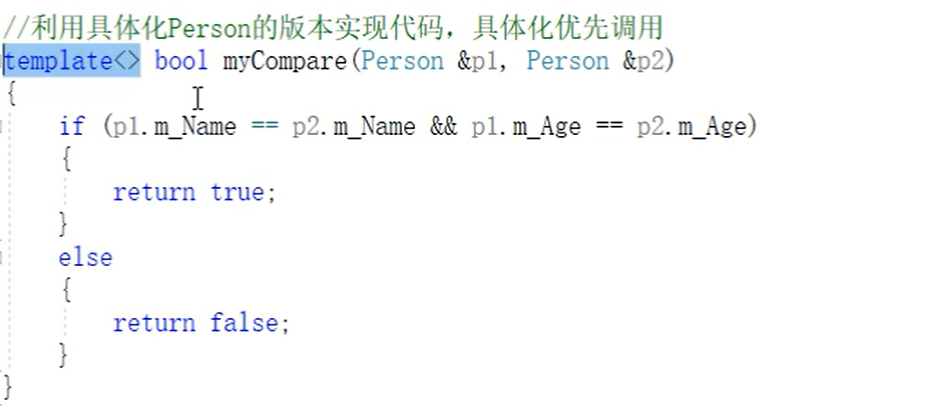 //利用具体化Person的版本实现代码，具体化优先调用
template<> bool myCompare(Person &p1, Person &p2)
{
    if (p1.m_Name == p2.m_Name && p1.m_Age == p2.m_Age)
    {
        return true;
    }
    else
    {
        return false;
    }
}